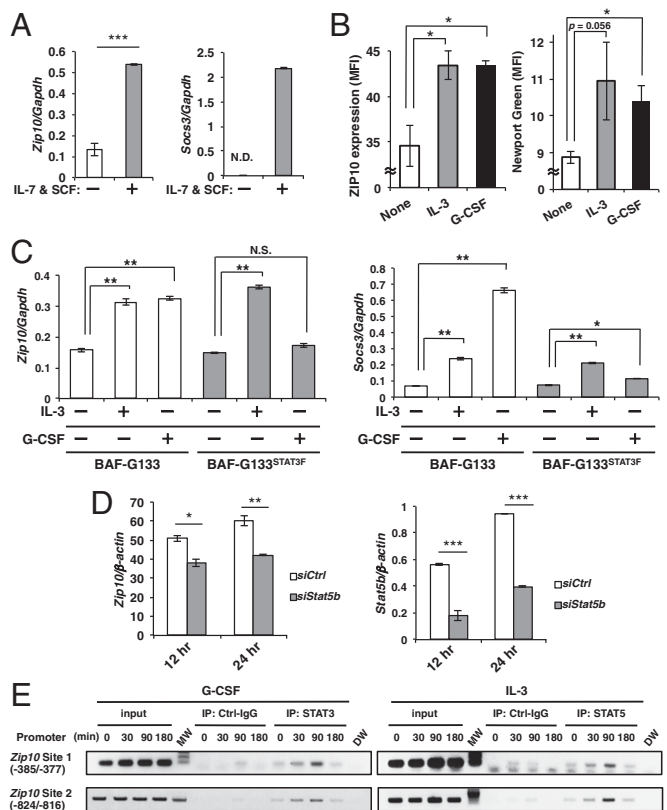 A
***
0.6
0.5
0.4
0.3
0.2
0.1
0
Zip10/Gapdh
IL-7 & SCF: − +
2.5
2
1.5
1
0.5
0
Socs3/Gapdh
N.D.
IL-7 & SCF: − +
B
*
*
45
35
0
ZIP10 expression (MFI)
None IL-3 G-CSF
*
p = 0.056
12
11
10
9
0
Newport Green (MFI)
None IL-3 G-CSF
C
**
**
N.S.
**
0.4
0.3
0.2
0.1
0
Zip10/Gapdh
IL-3 − + − − + −
G-CSF − − + − − +
BAF-G133 BAF-G133STAT3F
**
**
*
**
0.8
0.7
0.6
0.5
0.4
0.3
0.2
0.1
0
Socs3/Gapdh
IL-3 − + − − + −
G-CSF − − + − − +
BAF-G133 BAF-G133STAT3F
D
* **
70
60
50
40
30
20
10
0
Zip10/β-actin
siCtrl
siStat5b
12 hr 24 hr
*** ***
1
0.8
0.6
0.4
0.2
0
Stat5b/β-actin
siCtrl
siStat5b
12 hr 24 hr
E
G-CSF IL-3
input IP: Ctrl-IgG IP: STAT3 input IP: Ctrl-IgG IP: STAT5
Promoter (min) 0 30 90 180 MW 0 30 90 180 0 30 90 180 DW 0 30 90 180 MW 0 30 90 180 0 30 90 180 DW
Zip10 Site 1
(-385/-377)
Zip10 Site 2
(-824/-816)